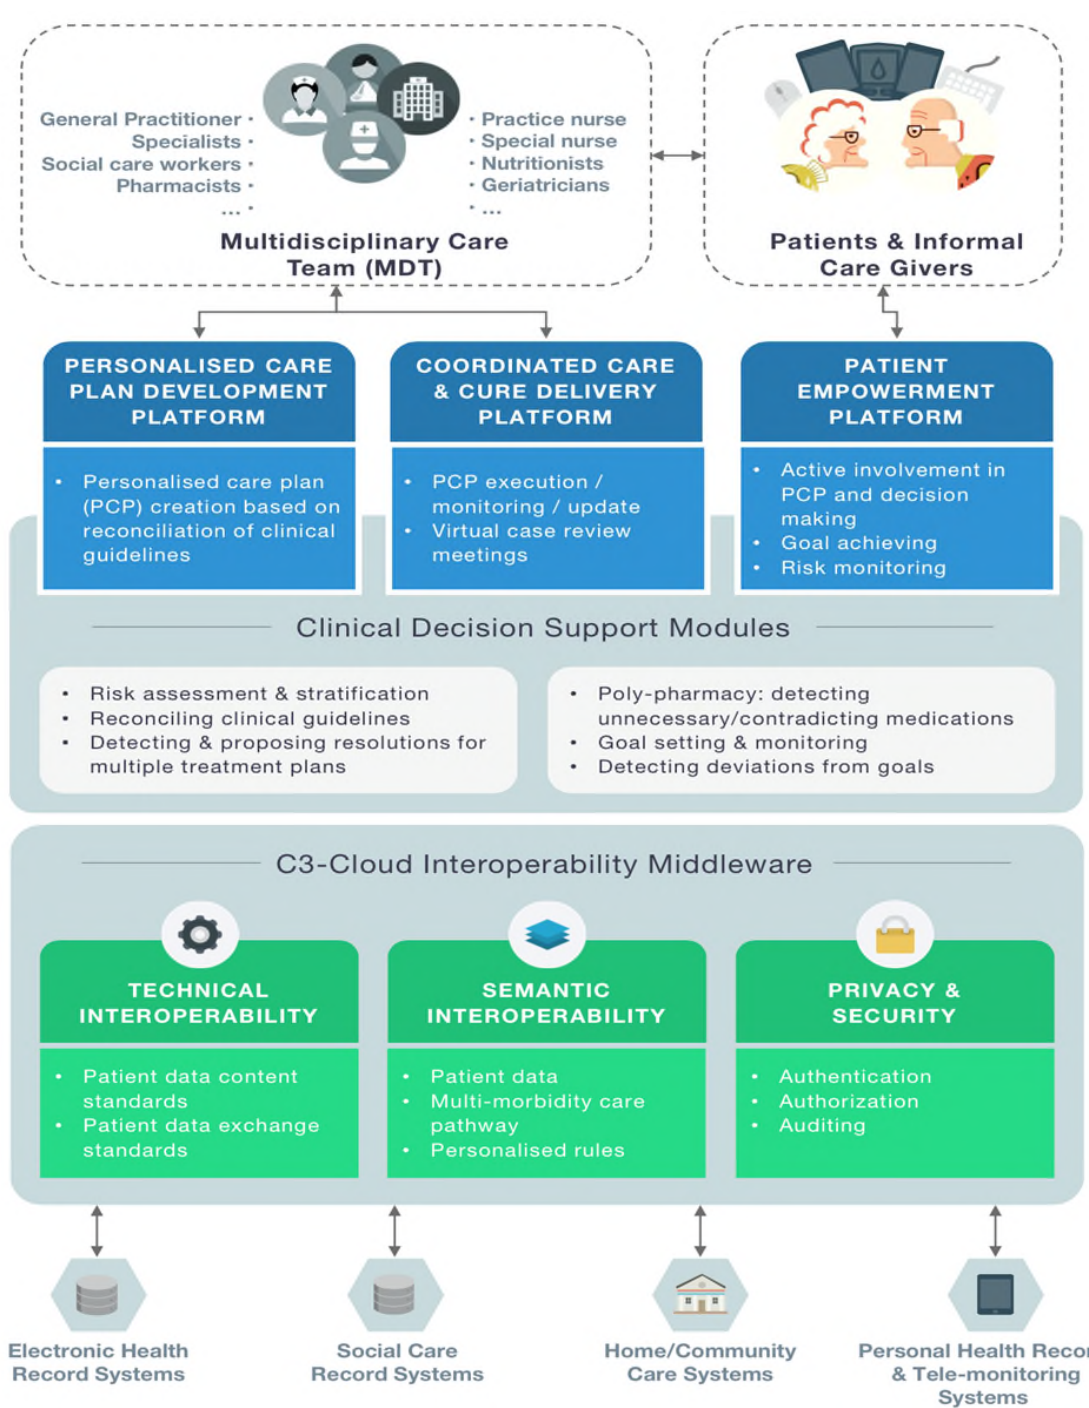 General Practitioner •
Specialists •
Social care workers •
Pharmacists •
... •
• Practice nurse
• Special nurse
• Nutritionists
• Geriatricians
• ...
Multidisciplinary Care
Team (MDT)
Patients & Informal
Care Givers
PERSONALISED CARE
PLAN DEVELOPMENT
PLATFORM
• Personalised care plan
(PCP) creation based on
reconciliation of clinical
guidelines
COORDINATED CARE
& CURE DELIVERY
PLATFORM
• PCP execution /
monitoring / update
• Virtual case review
meetings
PATIENT
EMPOWERMENT
PLATFORM
• Active involvement in
PCP and decision
making
• Goal achieving
• Risk monitoring
Clinical Decision Support Modules
• Risk assessment & stratification
• Reconciling clinical guidelines
• Detecting & proposing resolutions for
multiple treatment plans
• Poly-pharmacy: detecting
unnecessary/contradicting medications
• Goal setting & monitoring
• Detecting deviations from goals
C3-Cloud Interoperability Middleware
TECHNICAL
INTEROPERABILITY
• Patient data content
standards
• Patient data exchange
standards
SEMANTIC
INTEROPERABILITY
• Patient data
• Multi-morbidity care
pathway
• Personalised rules
PRIVACY &
SECURITY
• Authentication
• Authorization
• Auditing
Electronic Health
Record Systems
Social Care
Record Systems
Home/Community
Care Systems
Personal Health Recor
& Tele-monitoring
Systems